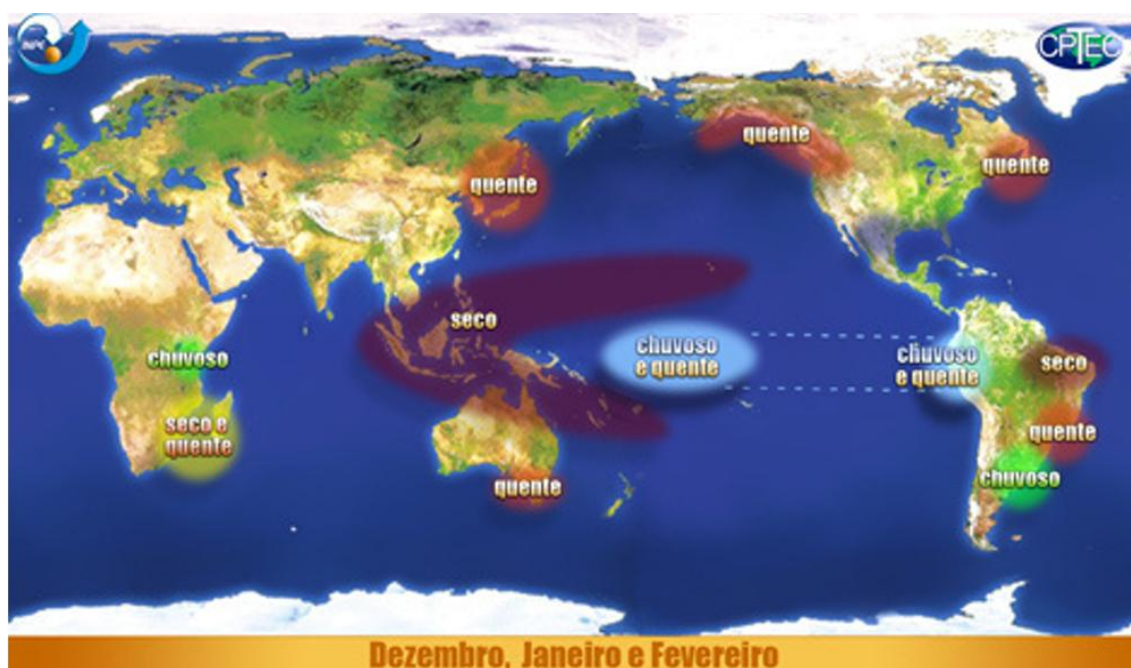 INPE
CPTEC
quente
quente
quente
seco
chuvoso
e quente
chuvoso
e quente
seco
chuvoso
seco e
quente
quente
quente
chuvoso
Dezembro, Janeiro e Fevereiro